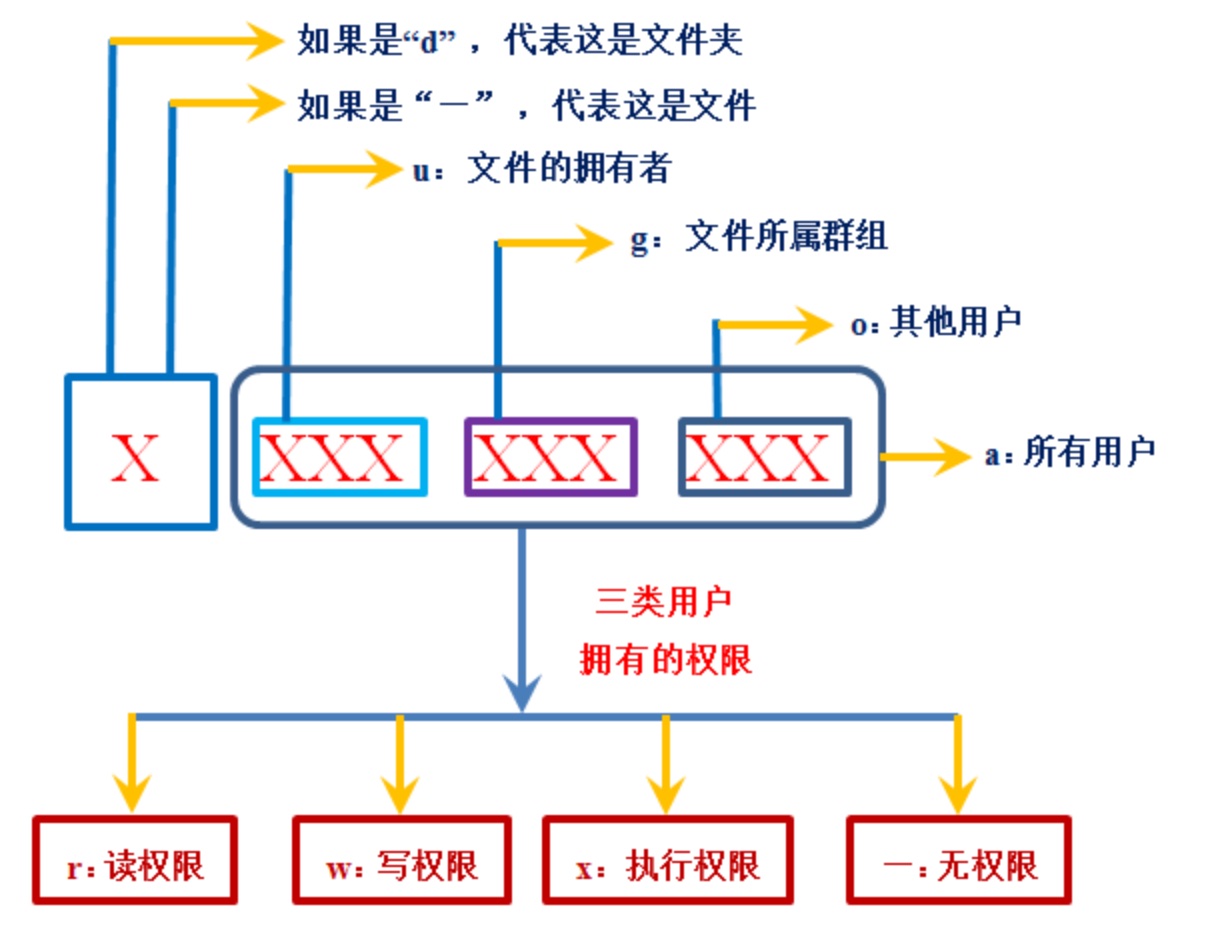 如果是“d”，代表这是文件夹
如果是“一”，代表这是文件
u：文件的拥有者
g：文件所属群组
o：其他用户
X XXX XXX XXX
a：所有用户
三类用户
拥有的权限
r：读权限 w：写权限 x：执行权限 一：无权限